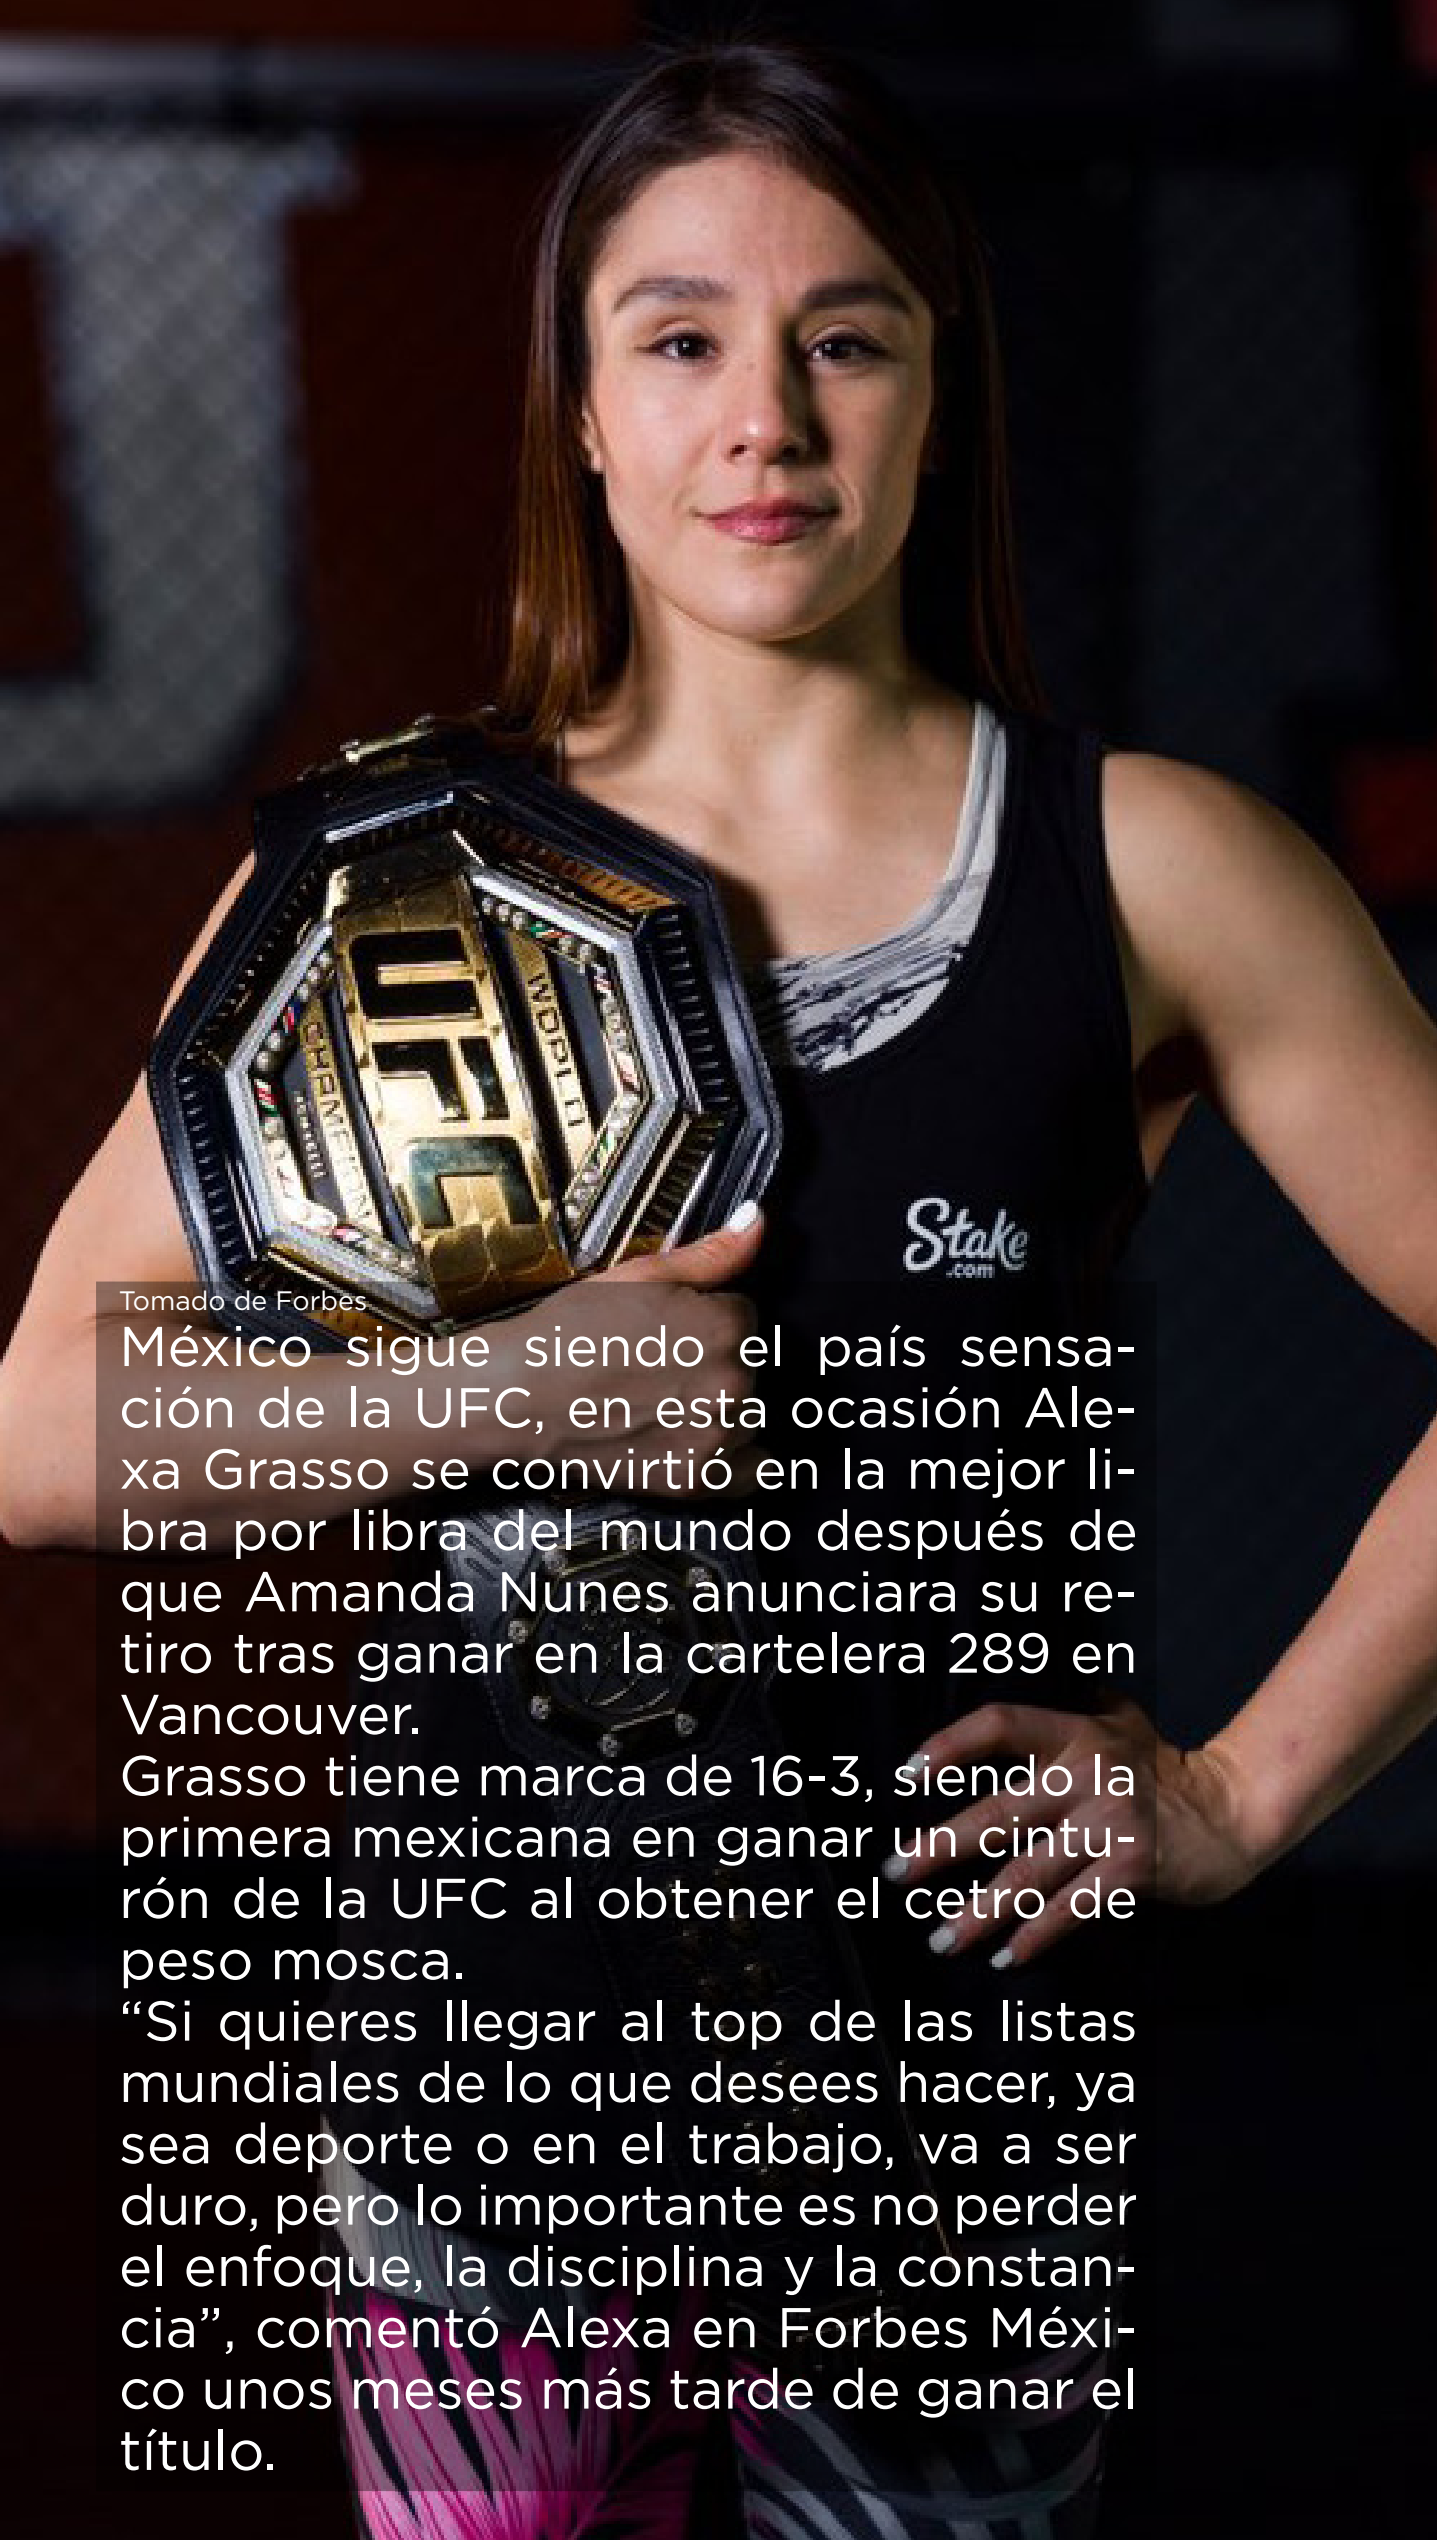 UFC
WORLD
CHAMPION
Stake
.com
Tomado de Forbes
México sigue siendo el país sensa-
ción de la UFC, en esta ocasión Ale-
xa Grasso se convirtió en la mejor li-
bra por libra del mundo después de
que Amanda Nunes anunciara su re-
tiro tras ganar en la cartelera 289 en
Vancouver.
Grasso tiene marca de 16-3, siendo la
primera mexicana en ganar un cintu-
rón de la UFC al obtener el cetro de
peso mosca.
“Si quieres llegar al top de las listas
mundiales de lo que desees hacer, ya
sea deporte o en el trabajo, va a ser
duro, pero lo importante es no perder
el enfoque, la disciplina y la constan-
cia”, comentó Alexa en Forbes Méxi-
co unos meses más tarde de ganar el
título.